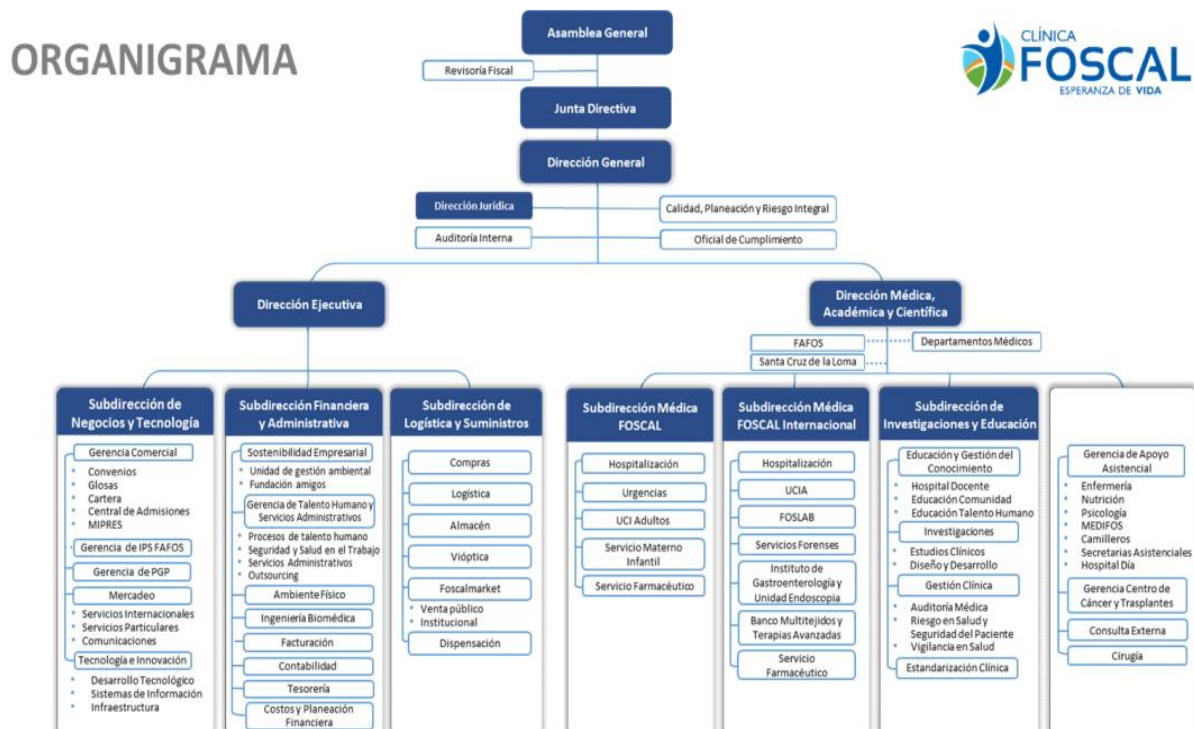 ORGANIGRAMA
CLÍNICA
FOSCAL
ESPERANZA DE VIDA
Asamblea General
Revisoría Fiscal
Junta Directiva
Dirección General
Dirección Jurídica
Calidad, Planeación y Riesgo Integral
Auditoría Interna
Oficial de Cumplimiento
Dirección Ejecutiva
Dirección Médica,
Académica y Científica
FAFOS
Departamentos Médicos
Santa Cruz de la Loma
Subdirección de
Negocios y Tecnología
Gerencia Comercial
Convenios
Glosas
Cartera
Central de Admisiones
MIPRES
Gerencia de IPS FAFOS
Gerencia de PGP
Mercadeo
Servicios Internacionales
Servicios Particulares
Comunicaciones
Tecnología e Innovación
Desarrollo Tecnológico
Sistemas de Información
Infraestructura
Subdirección Financiera
y Administrativa
Sostenibilidad Empresarial
Unidad de gestión ambiental
Fundación amigos
Gerencia de Talento Humano y
Servicios Administrativos
Procesos de talento humano
Seguridad y Salud en el Trabajo
Servicios Administrativos
Outsourcing
Ambiente Físico
Ingeniería Biomédica
Facturación
Contabilidad
Tesorería
Costos y Planeación
Financiera
Subdirección de
Logística y Suministros
Compras
Logística
Almacén
Vióptica
Foscalmarket
Venta público
Institucional
Dispensación
Subdirección Médica
FOSCAL
Hospitalización
Urgencias
UCI Adultos
Servicio Materno
Infantil
Servicio Farmacéutico
Subdirección Médica
FOSCAL Internacional
Hospitalización
UCIA
FOSLAB
Servicios Forenses
Instituto de
Gastroenterología y
Unidad Endoscopia
Banco Multitejidos y
Terapias Avanzadas
Servicio
Farmacéutico
Subdirección de
Investigaciones y Educación
Educación y Gestión del
Conocimiento
Hospital Docente
Educación Comunidad
Educación Talento Humano
Investigaciones
Estudios Clínicos
Diseño y Desarrollo
Gestión Clínica
Auditoría Médica
Riesgo en Salud y
Seguridad del Paciente
Vigilancia en Salud
Estandarización Clínica
Gerencia de Apoyo
Asistencial
Enfermería
Nutrición
Psicología
MEDIFOS
Camilleros
Secretarias Asistenciales
Hospital Día
Gerencia Centro de
Cáncer y Trasplantes
Consulta Externa
Cirugía